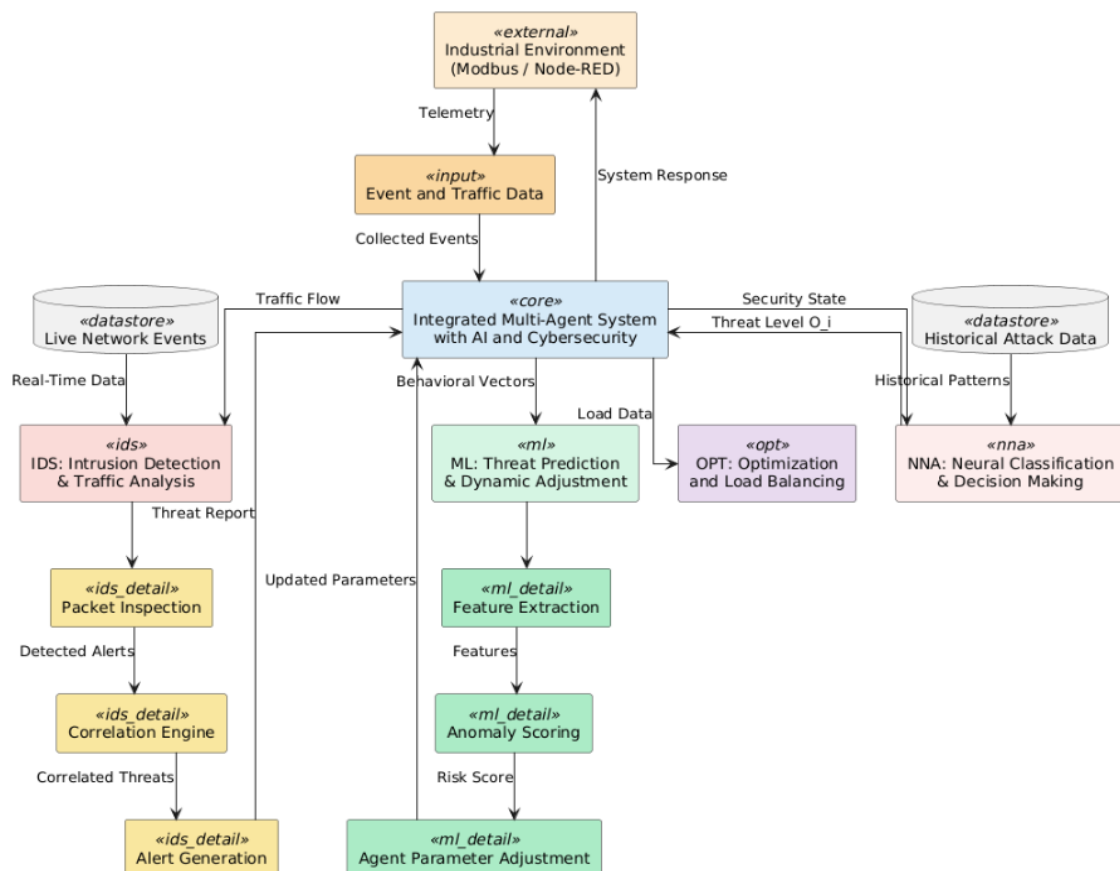 «external»
Industrial Environment
(Modbus / Node-RED)
Telemetry
«input»
Event and Traffic Data
System Response
Collected Events
«datastore»
Live Network Events
Traffic Flow
«core»
Integrated Multi-Agent System
with AI and Cybersecurity
Security State
Threat Level O_i
«datastore»
Historical Attack Data
Real-Time Data
Behavioral Vectors
Load Data
Historical Patterns
«ids»
IDS: Intrusion Detection
& Traffic Analysis
«ml»
ML: Threat Prediction
& Dynamic Adjustment
«opt»
OPT: Optimization
and Load Balancing
«nna»
NNA: Neural Classification
& Decision Making
Threat Report
«ids_detail»
Packet Inspection
Updated Parameters
«ml_detail»
Feature Extraction
Detected Alerts
Features
«ids_detail»
Correlation Engine
«ml_detail»
Anomaly Scoring
Correlated Threats
Risk Score
«ids_detail»
Alert Generation
«ml_detail»
Agent Parameter Adjustment